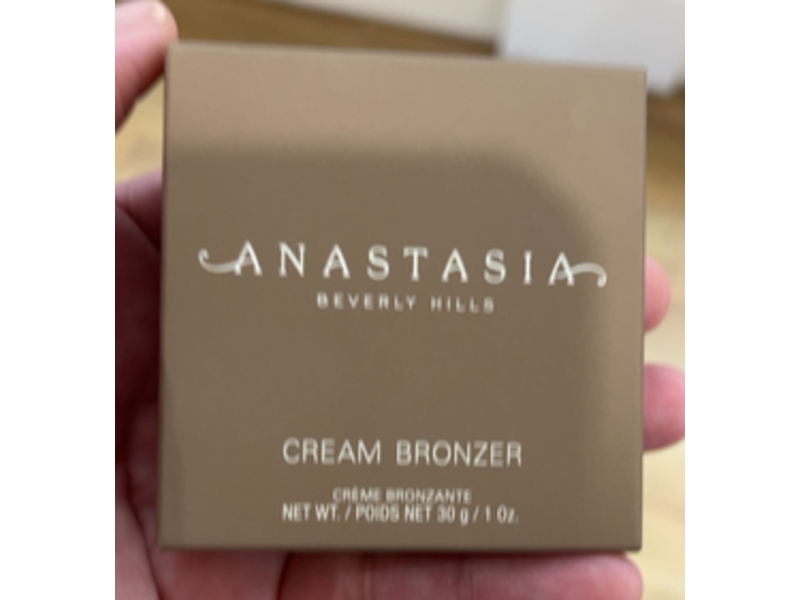 ANASTASIA
BEVERLY HILLS
CREAM BRONZER
CRÈME BRONZANTE
NET WT. / POIDS NET 30 g / 1 Oz.